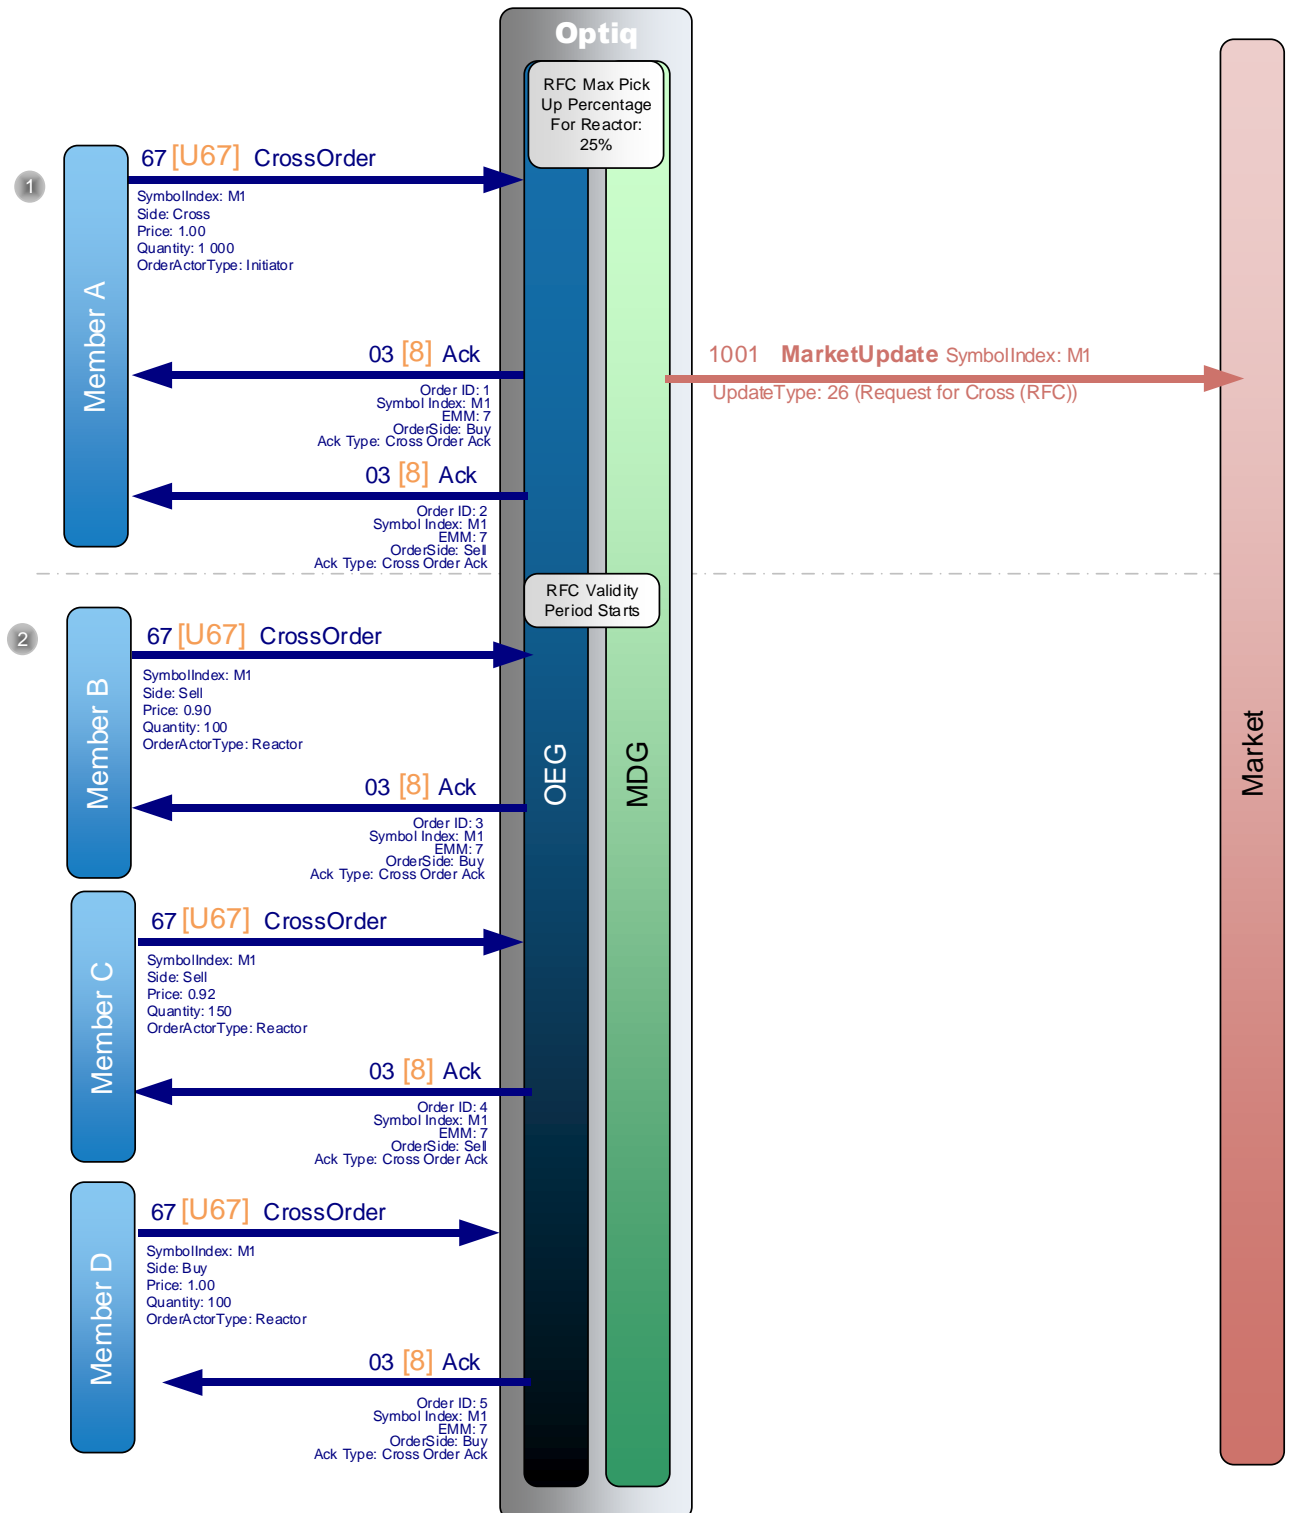 Optiq
RFC Max Pick
Up Percentage
For Reactor:
25%
1
Member A
67 [U67] CrossOrder
SymbolIndex: M1
Side: Cross
Price: 1.00
Quantity: 1 000
OrderActorType: Initiator
03 [8] Ack
Order ID: 1
Symbol Index: M1
EMM: 7
OrderSide: Buy
Ack Type: Cross Order Ack
1001 MarketUpdate SymbolIndex: M1
UpdateType: 26 (Request for Cross (RFC))
03 [8] Ack
Order ID: 2
Symbol Index: M1
EMM: 7
OrderSide: Sell
Ack Type: Cross Order Ack
RFC Validity
Period Starts
2
Member B
67 [U67] CrossOrder
SymbolIndex: M1
Side: Sell
Price: 0.90
Quantity: 100
OrderActorType: Reactor
03 [8] Ack
Order ID: 3
Symbol Index: M1
EMM: 7
OrderSide: Buy
Ack Type: Cross Order Ack
OEG
MDG
Market
Member C
67 [U67] CrossOrder
SymbolIndex: M1
Side: Sell
Price: 0.92
Quantity: 150
OrderActorType: Reactor
03 [8] Ack
Order ID: 4
Symbol Index: M1
EMM: 7
OrderSide: Sell
Ack Type: Cross Order Ack
Member D
67 [U67] CrossOrder
SymbolIndex: M1
Side: Buy
Price: 1.00
Quantity: 100
OrderActorType: Reactor
03 [8] Ack
Order ID: 5
Symbol Index: M1
EMM: 7
OrderSide: Buy
Ack Type: Cross Order Ack